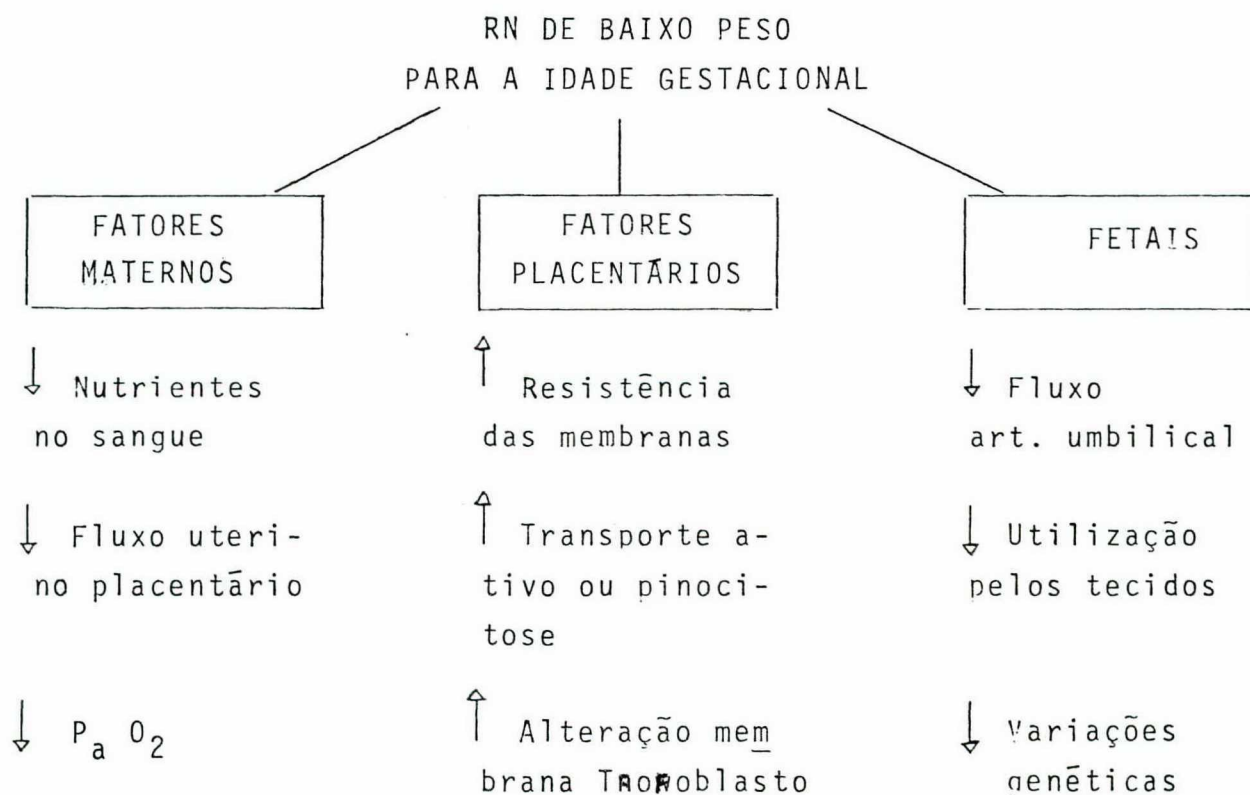 RN DE BAIXO PESO
PARA A IDADE GESTACIONAL
FATORES
MATERNOS
↓ Nutrientes
no sangue
↓ Fluxo uteri-
no placentário
↓ Pa O2
FATORES
PLACENTÁRIOS
↑ Resistência
das membranas
↑ Transporte a-
tivo ou pinoci-
tose
↑ Alteração mem
brana
FETAIS
↓ Fluxo
art. umbilical
↓ Utilização
pelos tecidos
↓ Variações
genéticas